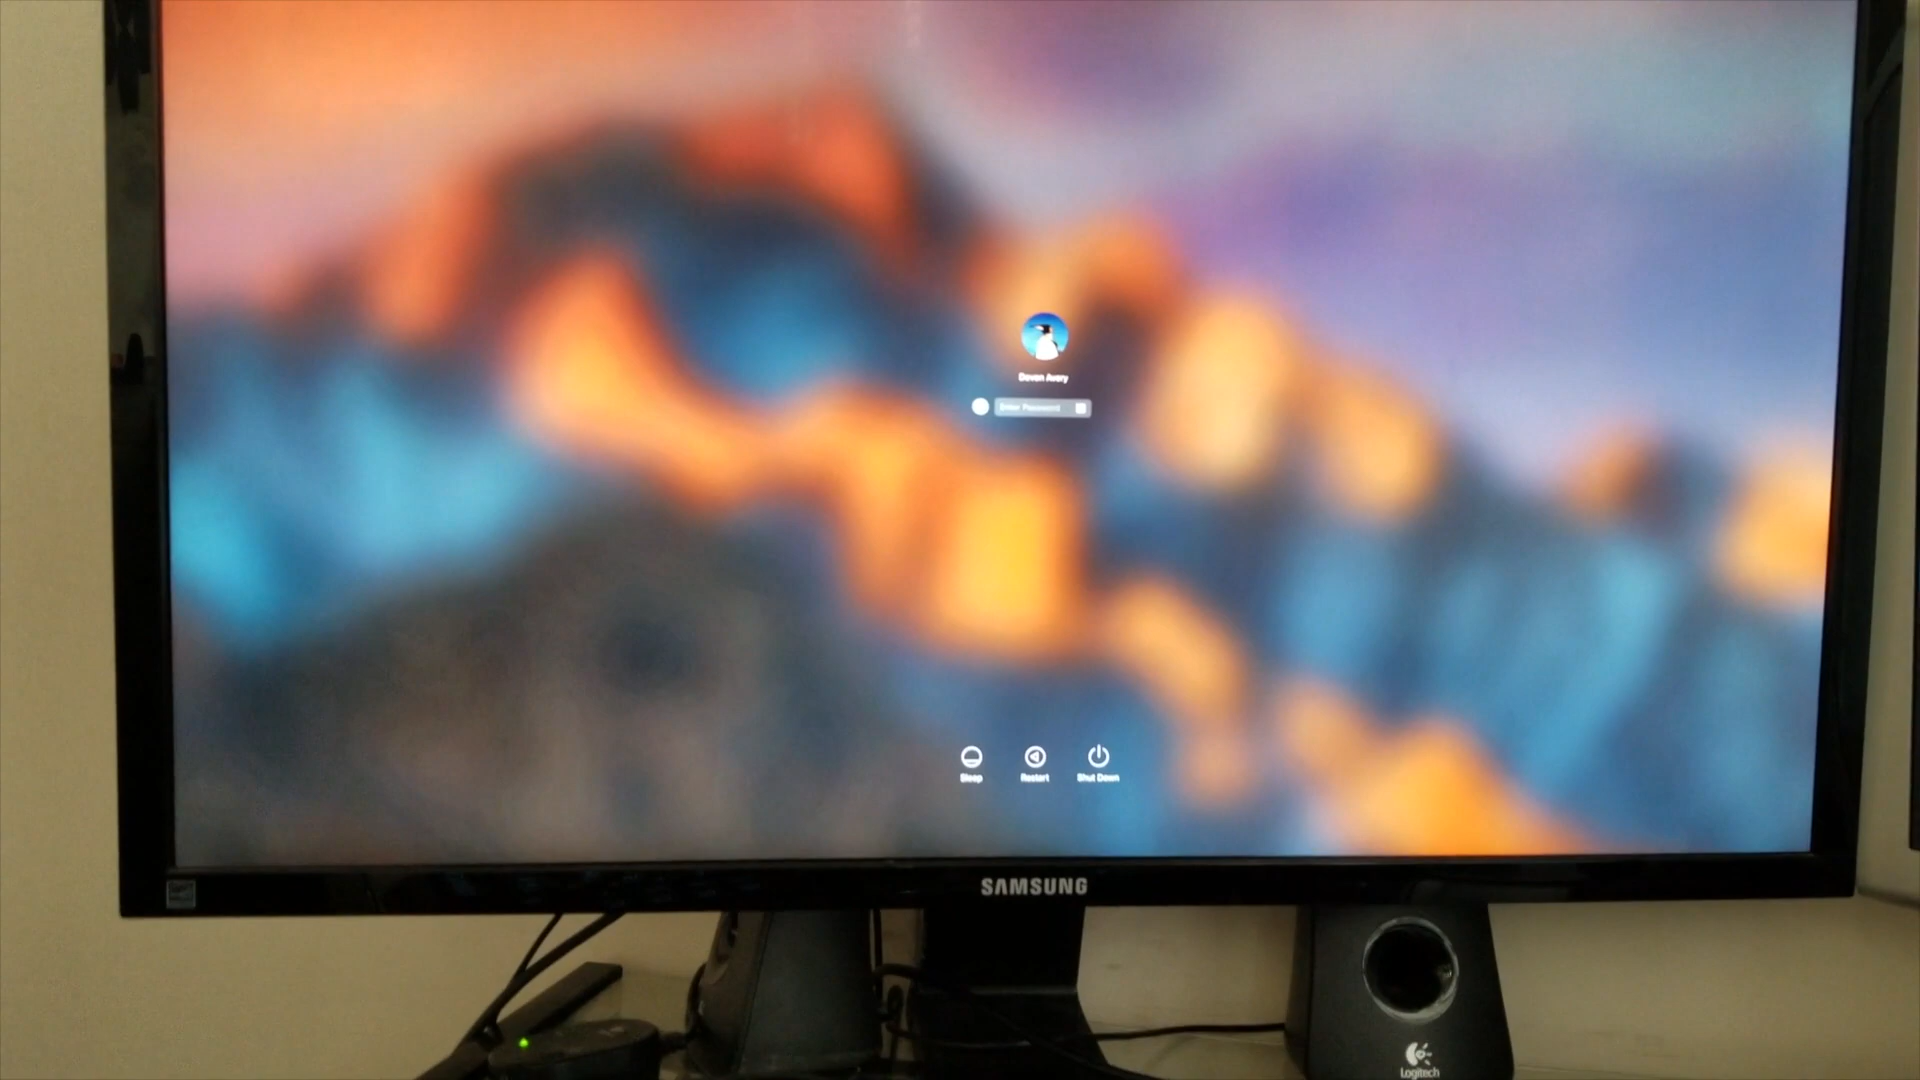 Devon Avery
Enter Password
Sleep
Restart
Shut Down
SAMSUNG
Logitech